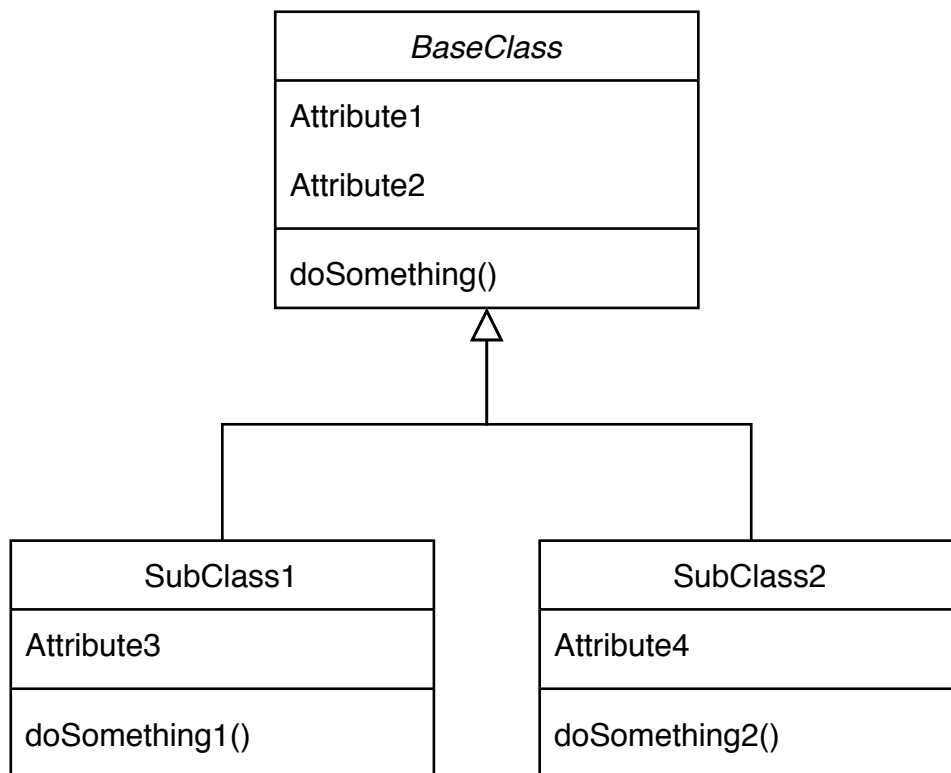 BaseClass
Attribute1
Attribute2
doSomething()
SubClass1
Attribute3
doSomething1()
SubClass2
Attribute4
doSomething2()